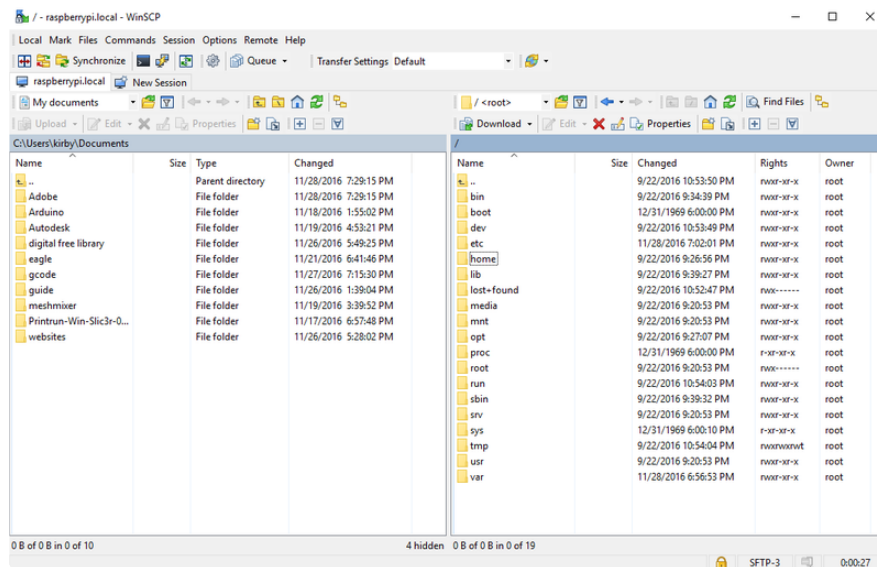 / - raspberrypi.local - WinSCP
Local Mark Files Commands Session Options Remote Help
Synchronize Queue Transfer Settings Default
raspberrypi.local New Session
My documents / <root> Find Files
Upload Edit Properties Download Edit Properties
C:\Users\kirby\Documents /
Name Size Type Changed Name Size Changed Rights Owner
.. Parent directory 11/28/2016 7:29:15 PM .. 9/22/2016 10:53:50 PM rwxr-xr-x root
Adobe File folder 11/28/2016 7:29:15 PM bin 9/22/2016 9:34:39 PM rwxr-xr-x root
Arduino File folder 11/18/2016 1:55:02 PM boot 12/31/1969 6:00:00 PM rwxr-xr-x root
Autodesk File folder 11/19/2016 4:53:21 PM dev 9/22/2016 10:53:49 PM rwxr-xr-x root
digital free library File folder 11/26/2016 5:49:25 PM etc 11/28/2016 7:02:01 PM rwxr-xr-x root
eagle File folder 11/21/2016 6:41:46 PM home 9/22/2016 9:26:56 PM rwxr-xr-x root
gcode File folder 11/27/2016 7:15:30 PM lib 9/22/2016 9:39:27 PM rwxr-xr-x root
guide File folder 11/26/2016 1:39:04 PM lost+found 9/22/2016 10:52:47 PM rwx------ root
meshmixer File folder 11/19/2016 3:39:52 PM media 9/22/2016 9:20:53 PM rwxr-xr-x root
Printrun-Win-Slic3r-0... File folder 11/17/2016 6:57:48 PM mnt 9/22/2016 9:20:53 PM rwxr-xr-x root
websites File folder 11/26/2016 5:28:02 PM opt 9/22/2016 9:27:07 PM rwxr-xr-x root
proc 12/31/1969 6:00:00 PM r-xr-xr-x root
root 9/22/2016 9:20:53 PM rwx------ root
run 9/22/2016 10:54:03 PM rwxr-xr-x root
sbin 9/22/2016 9:39:32 PM rwxr-xr-x root
srv 9/22/2016 9:20:53 PM rwxr-xr-x root
sys 12/31/1969 6:00:10 PM r-xr-xr-x root
tmp 9/22/2016 10:54:04 PM rwxrwxrwt root
usr 9/22/2016 9:20:53 PM rwxr-xr-x root
var 11/28/2016 6:56:53 PM rwxr-xr-x root
0 B of 0 B in 0 of 10 4 hidden 0 B of 0 B in 0 of 19
SFTP-3 0:00:27